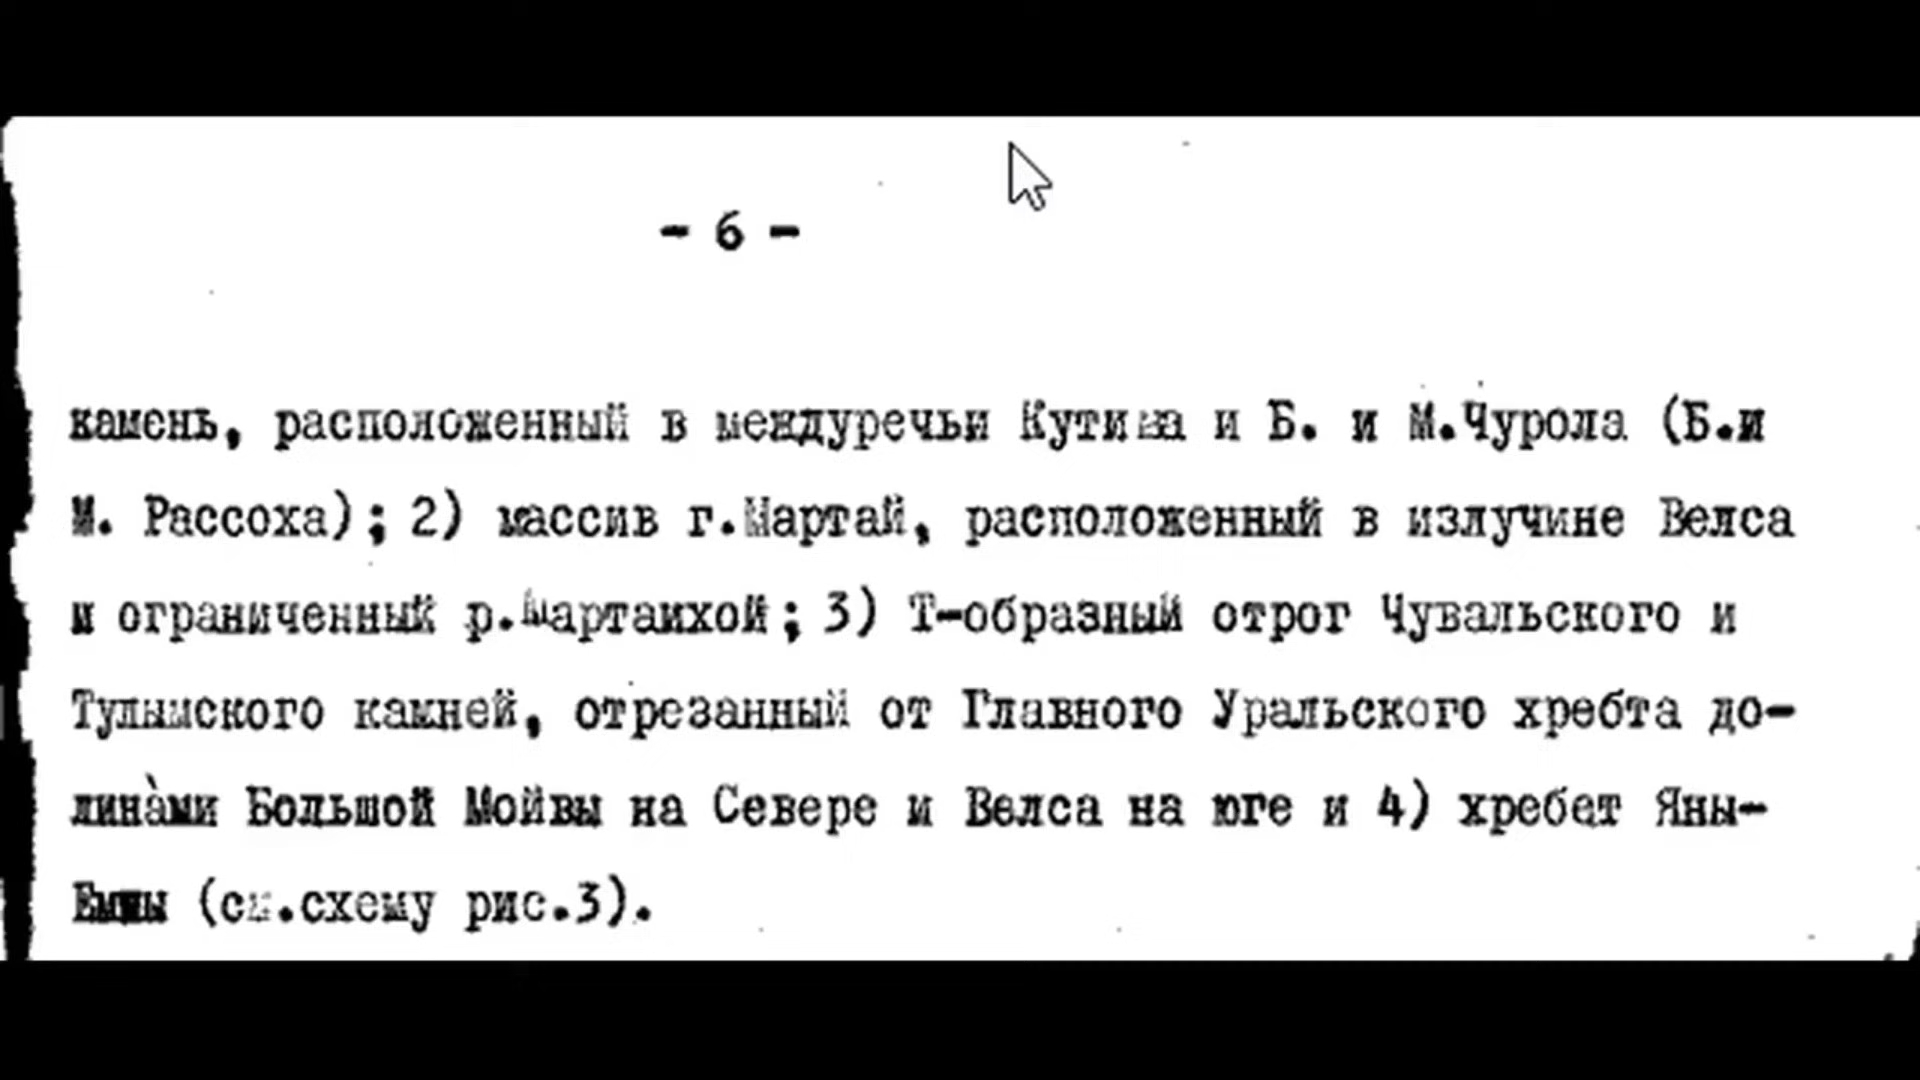 - 6 -
камень, расположенный в междуречьи Кутима и Б. и М.Чурола (Б.и
М. Рассоха); 2) массив г.Мартай, расположенный в излучине Велса
и ограниченный р.Мартаихой; 3) Т-образный отрог Чувальского и
Тулымского камней, отрезанный от Главного Уральского хребта до-
линами Большой Мойвы на Севере и Велса на юге и 4) хребет Яны-
Емцы (см.схему рис.3).